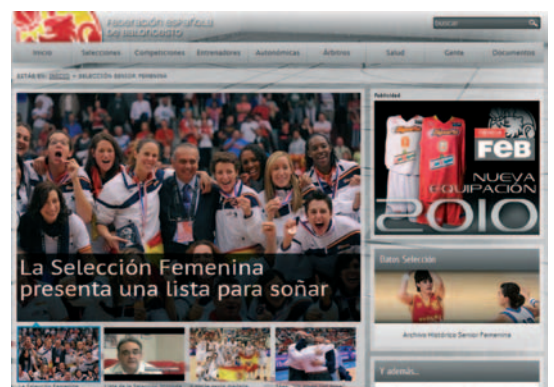 Federación española
de baloncesto
buscar
Inicio
Selecciones
Competiciones
Entrenadores
Autonómicas
Árbitros
Salud
Gente
Documentos
ESTÁS EN: INICIO » SELECCIÓN SENIOR FEMENINA
Publicidad
FEB
NUEVA
EQUIPACIÓN
2010
La Selección Femenina
presenta una lista para soñar
Datos Selección
Archivo Histórico Senior Femenina
Y además...